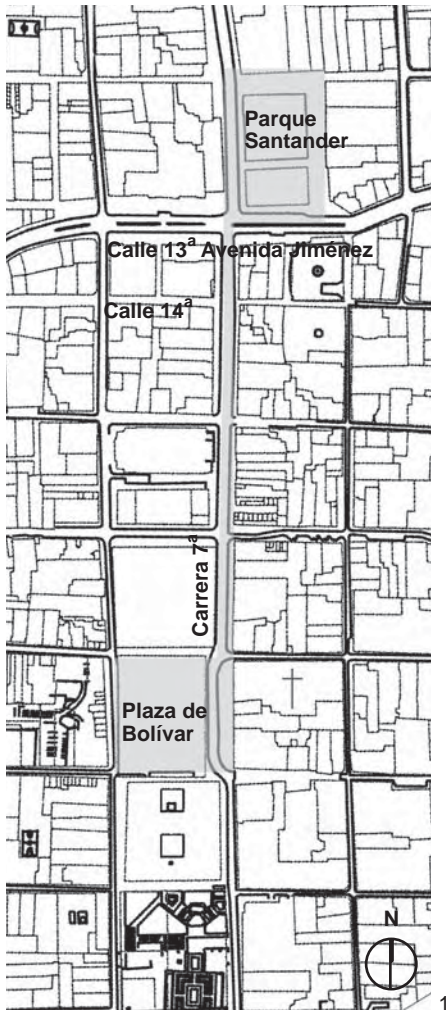 Parque
Santander
Calle 13ª Avenida Jiménez
Calle 14ª
Carrera 7ª
Plaza de
Bolívar
N
1